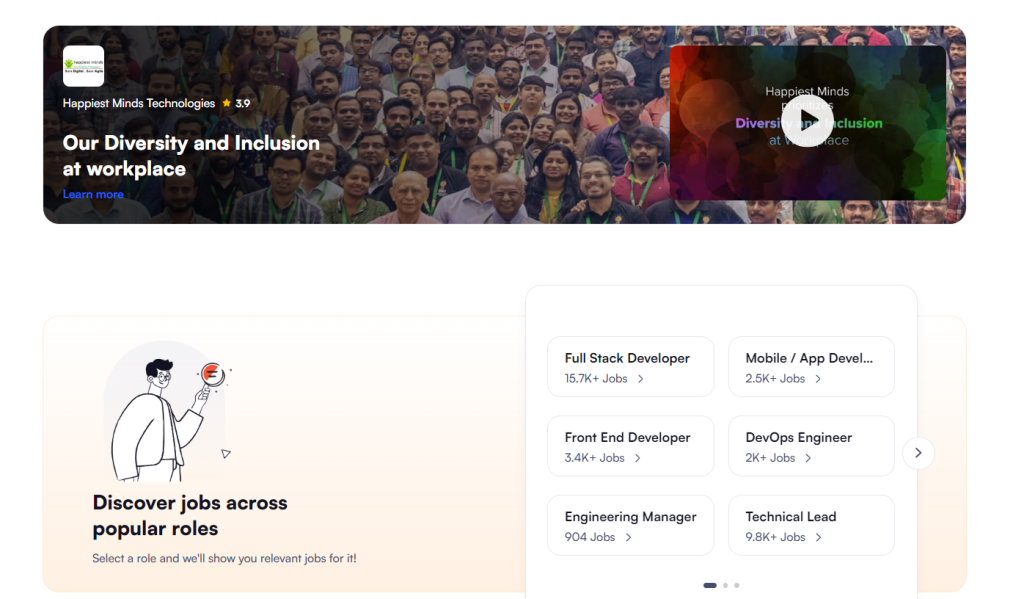 happiest minds
Born Digital . Born Agile
Happiest Minds Technologies ★ 3.9
Our Diversity and Inclusion
at workplace
Learn more
Happiest Minds
prioritizes
Diversity and Inclusion
at Workplace
Discover jobs across
popular roles
Select a role and we'll show you relevant jobs for it!
Full Stack Developer
15.7K+ Jobs
Mobile / App Devel...
2.5K+ Jobs
Front End Developer
3.4K+ Jobs
DevOps Engineer
2K+ Jobs
Engineering Manager
904 Jobs
Technical Lead
9.8K+ Jobs